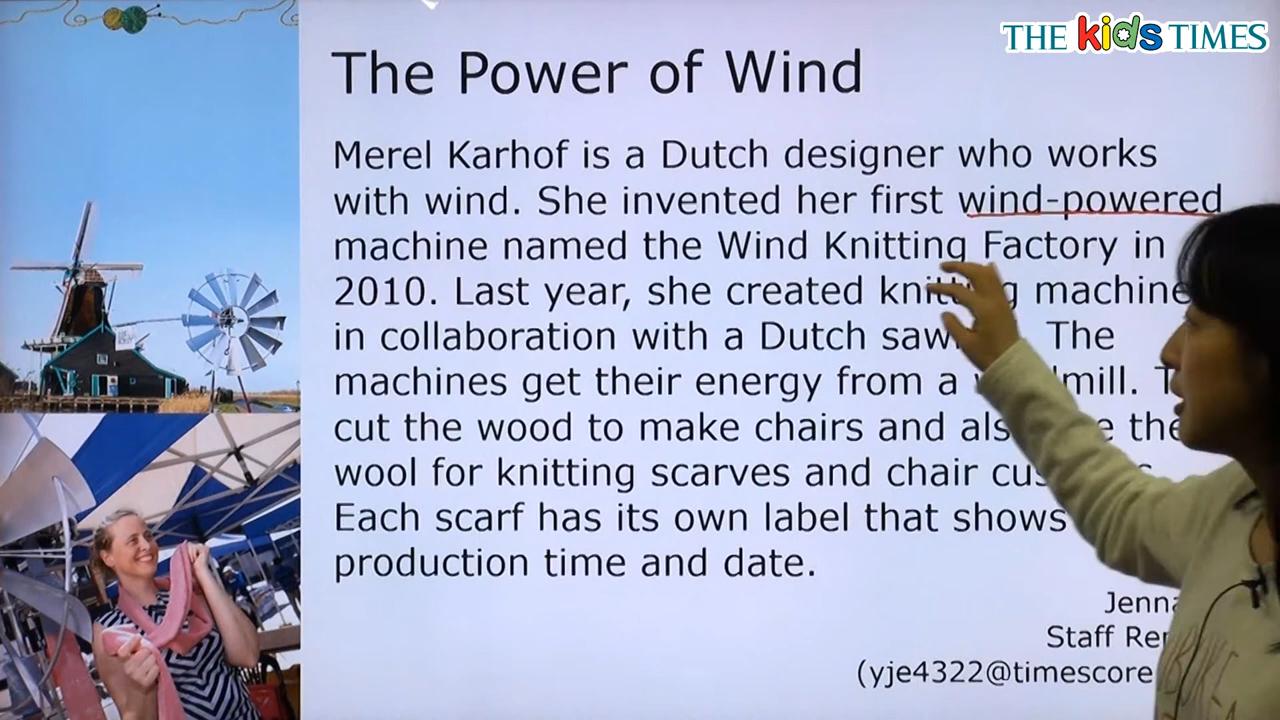 THE kids TIMES
The Power of Wind
Merel Karhof is a Dutch designer who works
with wind. She invented her first wind-powered
machine named the Wind Knitting Factory in
2010. Last year, she created knitting machine
in collaboration with a Dutch The
machines get their energy from a
cut the wood to make chairs and
wool for knitting scarves and chair
Each scarf has its own label that shows
production time and date.
Staff
(yje4322@timescore